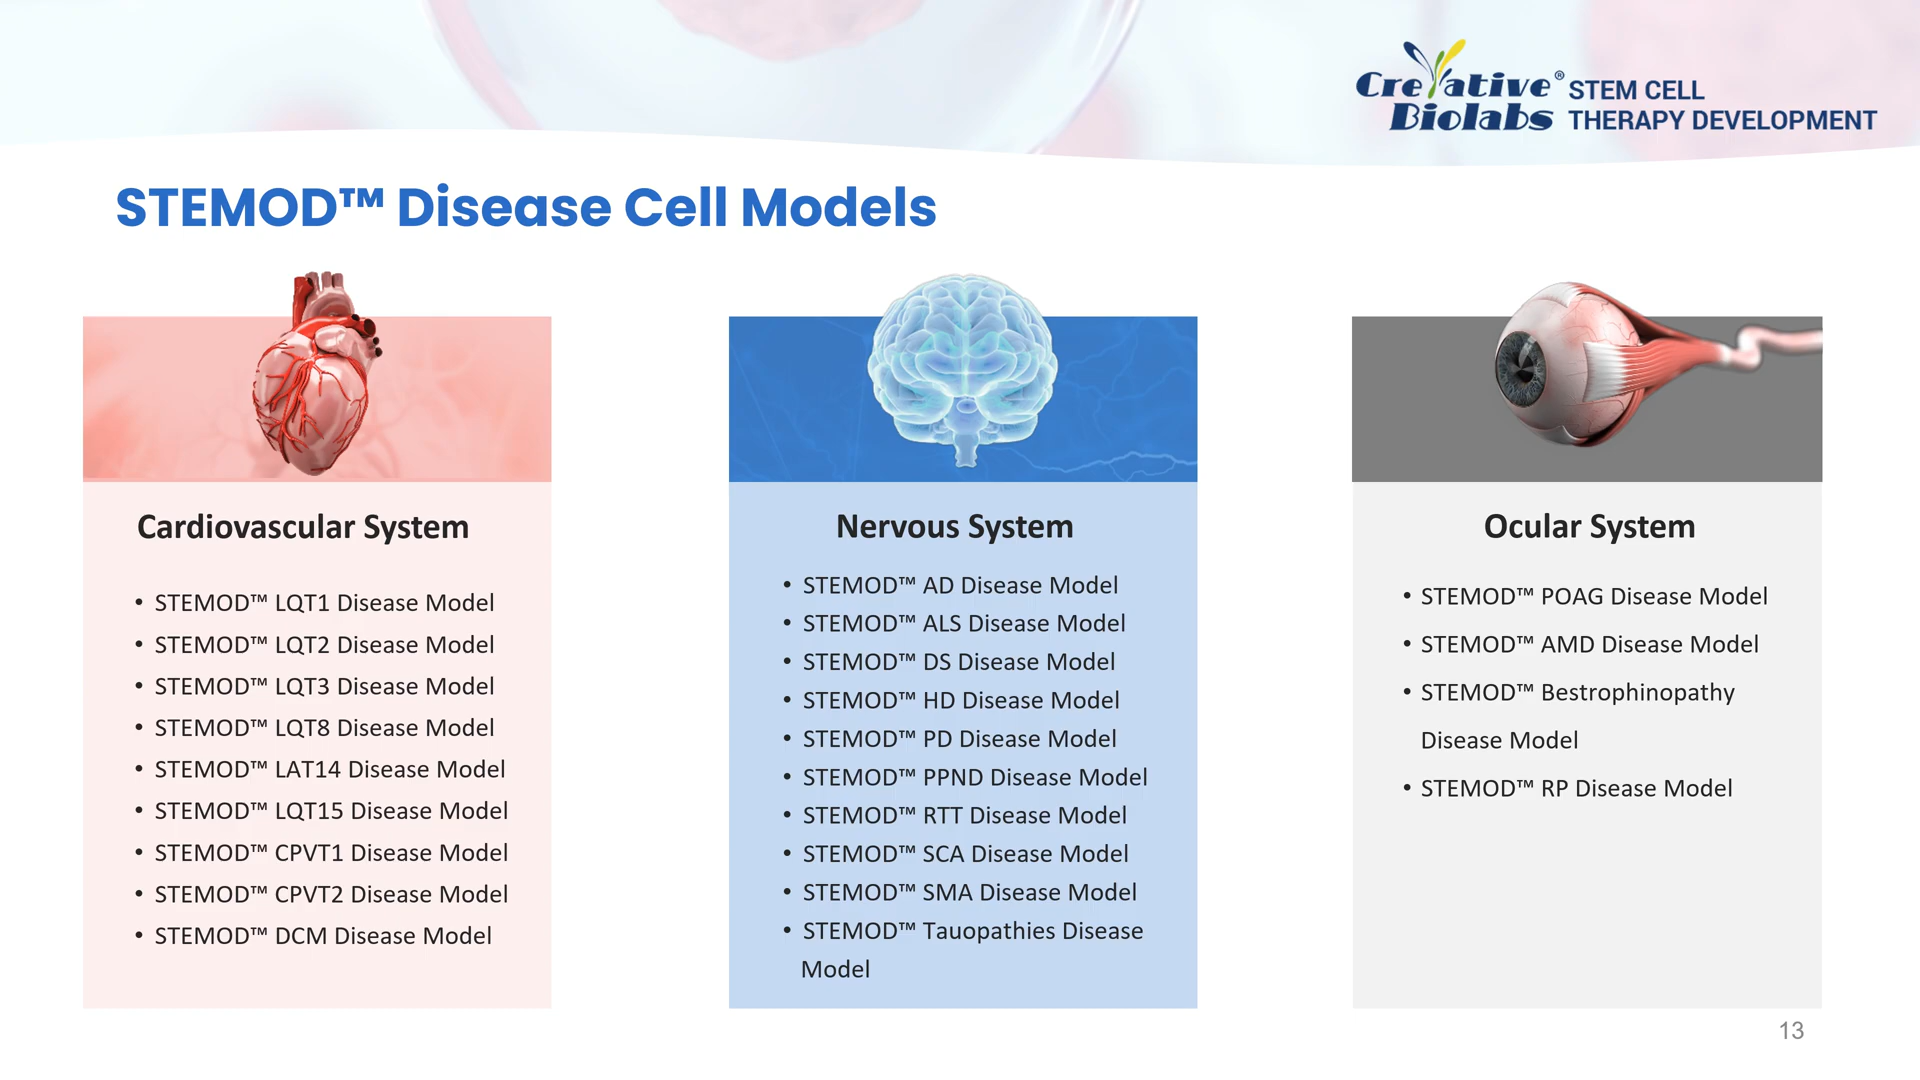 Creative® Biolabs
STEM CELL
THERAPY DEVELOPMENT
STEMOD™ Disease Cell Models
Cardiovascular System
• STEMOD™ LQT1 Disease Model
• STEMOD™ LQT2 Disease Model
• STEMOD™ LQT3 Disease Model
• STEMOD™ LQT8 Disease Model
• STEMOD™ LAT14 Disease Model
• STEMOD™ LQT15 Disease Model
• STEMOD™ CPVT1 Disease Model
• STEMOD™ CPVT2 Disease Model
• STEMOD™ DCM Disease Model
Nervous System
• STEMOD™ AD Disease Model
• STEMOD™ ALS Disease Model
• STEMOD™ DS Disease Model
• STEMOD™ HD Disease Model
• STEMOD™ PD Disease Model
• STEMOD™ PPND Disease Model
• STEMOD™ RTT Disease Model
• STEMOD™ SCA Disease Model
• STEMOD™ SMA Disease Model
• STEMOD™ Tauopathies Disease
Model
Ocular System
• STEMOD™ POAG Disease Model
• STEMOD™ AMD Disease Model
• STEMOD™ Bestrophinopathy
Disease Model
• STEMOD™ RP Disease Model
13